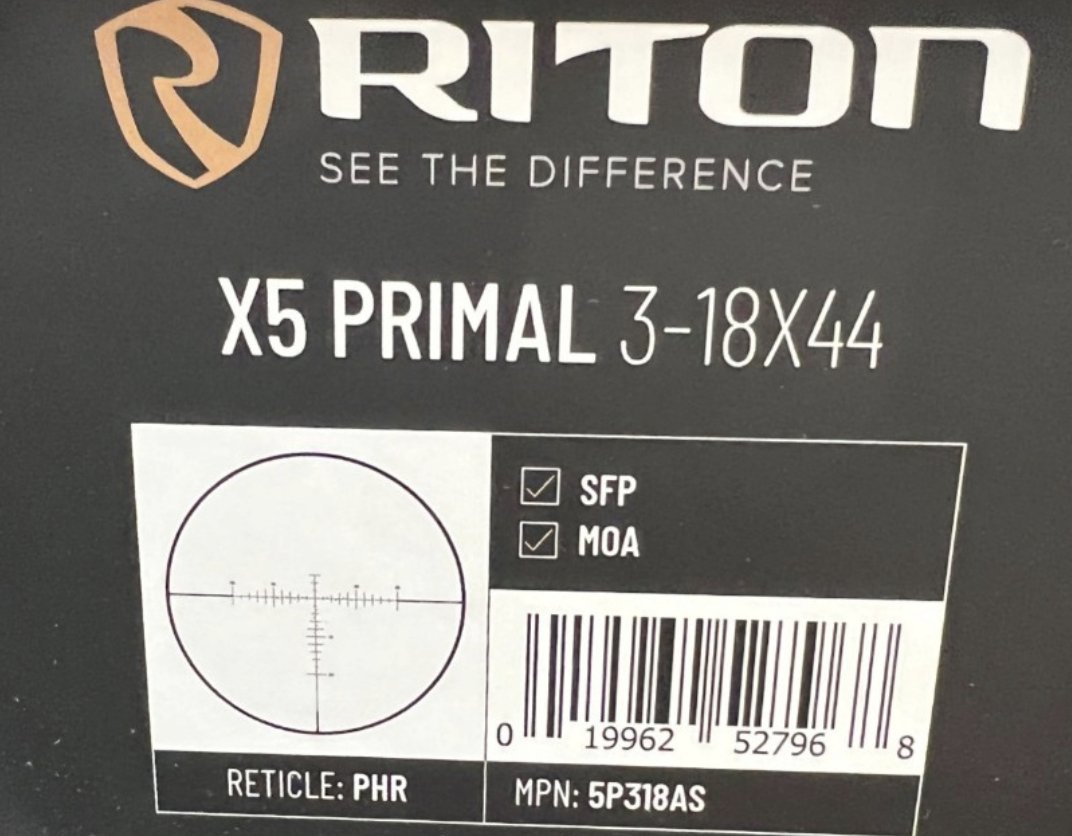 RITON
SEE THE DIFFERENCE
X5 PRIMAL 3-18X44
SFP
MOA
0 19962 52796 8
RETICLE: PHR
MPN: 5P318AS